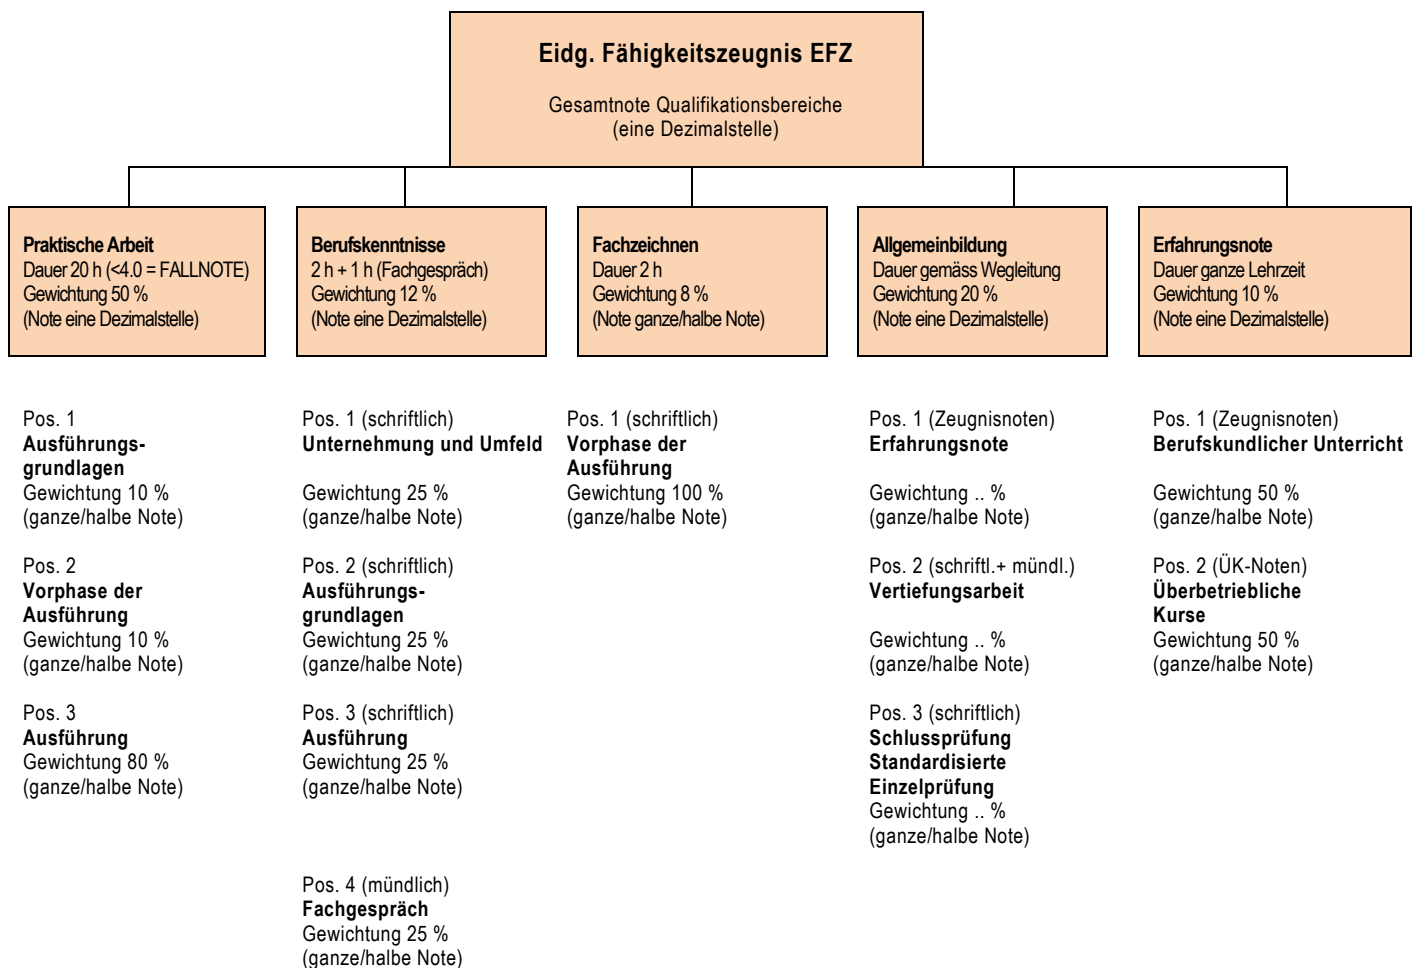 Eidg. Fähigkeitszeugnis EFZ
Gesamtnote Qualifikationsbereiche
(eine Dezimalstelle)
Praktische Arbeit
Dauer 20 h (<4.0 = FALLNOTE)
Gewichtung 50 %
(Note eine Dezimalstelle)
Berufskenntnisse
2 h + 1 h (Fachgespräch)
Gewichtung 12 %
(Note eine Dezimalstelle)
Fachzeichnen
Dauer 2 h
Gewichtung 8 %
(Note ganze/halbe Note)
Allgemeinbildung
Dauer gemäss Wegleitung
Gewichtung 20 %
(Note eine Dezimalstelle)
Erfahrungsnote
Dauer ganze Lehrzeit
Gewichtung 10 %
(Note eine Dezimalstelle)
Pos. 1
Ausführungs-
grundlagen
Gewichtung 10 %
(ganze/halbe Note)
Pos. 2
Vorphase der
Ausführung
Gewichtung 10 %
(ganze/halbe Note)
Pos. 3
Ausführung
Gewichtung 80 %
(ganze/halbe Note)
Pos. 1 (schriftlich)
Unternehmung und Umfeld
Gewichtung 25 %
(ganze/halbe Note)
Pos. 2 (schriftlich)
Ausführungs-
grundlagen
Gewichtung 25 %
(ganze/halbe Note)
Pos. 3 (schriftlich)
Ausführung
Gewichtung 25 %
(ganze/halbe Note)
Pos. 4 (mündlich)
Fachgespräch
Gewichtung 25 %
(ganze/halbe Note)
Pos. 1 (schriftlich)
Vorphase der
Ausführung
Gewichtung 100 %
(ganze/halbe Note)
Pos. 1 (Zeugnisnoten)
Erfahrungsnote
Gewichtung .. %
(ganze/halbe Note)
Pos. 2 (schriftl.+ mündl.)
Vertiefungsarbeit
Gewichtung .. %
(ganze/halbe Note)
Pos. 3 (schriftlich)
Schlussprüfung
Standardisierte
Einzelprüfung
Gewichtung .. %
(ganze/halbe Note)
Pos. 1 (Zeugnisnoten)
Berufskundlicher Unterricht
Gewichtung 50 %
(ganze/halbe Note)
Pos. 2 (ÜK-Noten)
Überbetriebliche
Kurse
Gewichtung 50 %
(ganze/halbe Note)